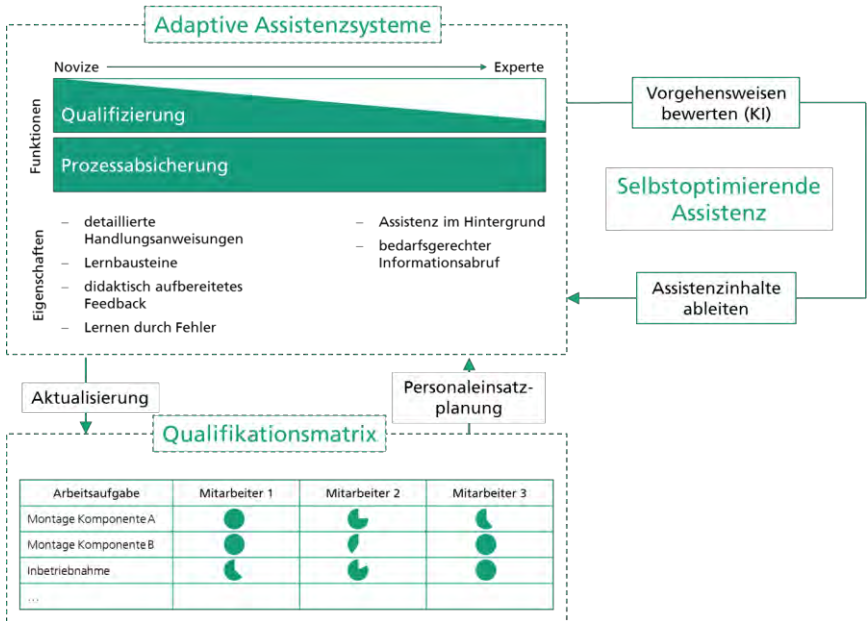 Adaptive Assistenzsysteme
Novize
Experte
Funktionen
Qualifizierung
Prozessabsicherung
Eigenschaften
– detaillierte
Handlungsanweisungen
– Lernbausteine
– didaktisch aufbereitetes
Feedback
– Lernen durch Fehler
– Assistenz im Hintergrund
– bedarfsgerechter
Informationsabruf
Vorgehensweisen
bewerten (KI)
Selbstoptimierende
Assistenz
Assistenzinhalte
ableiten
Aktualisierung
Personaleinsatz-
planung
Qualifikationsmatrix
Arbeitsaufgabe Mitarbeiter 1 Mitarbeiter 2 Mitarbeiter 3
Montage Komponente A
Montage Komponente B
Inbetriebnahme
...